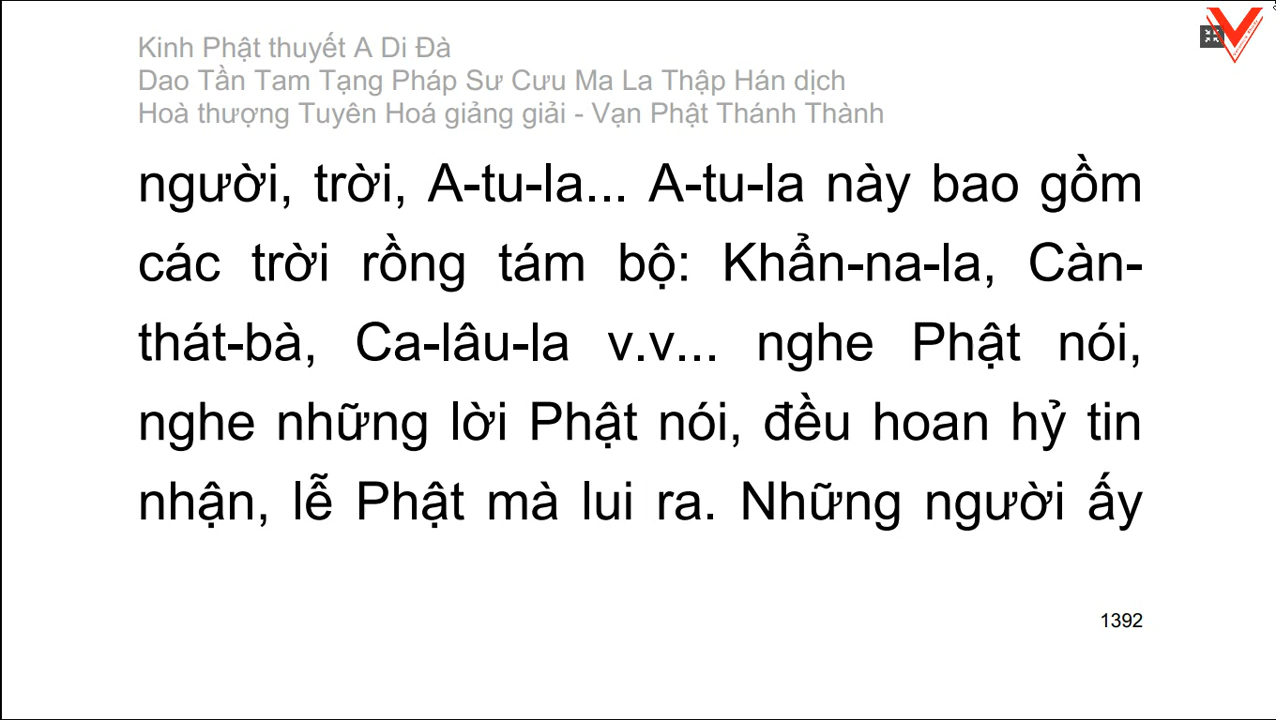 Kinh Phật thuyết A Di Đà
Dao Tần Tam Tạng Pháp Sư Cưu Ma La Thập Hán dịch
Hoà thượng Tuyên Hoá giảng giải - Vạn Phật Thánh Thành
người, trời, A-tu-la... A-tu-la này bao gồm
các trời rồng tám bộ: Khẩn-na-la, Càn-
thát-bà, Ca-lâu-la v.v... nghe Phật nói,
nghe những lời Phật nói, đều hoan hỷ tin
nhận, lễ Phật mà lui ra. Những người ấy
1392